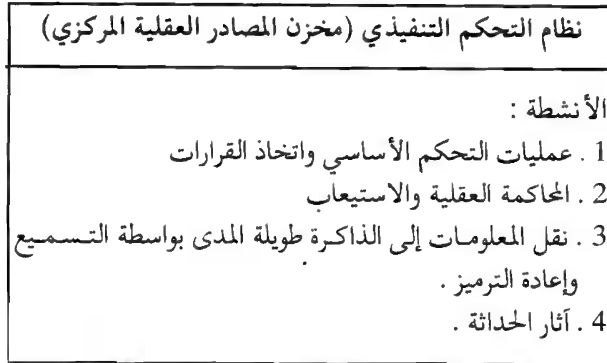 نظام التحكم التنفيذي (مخزن المصادر العقلية المركزي)
الأنشطة :
1 . عمليات التحكم الأساسي واتخاذ القرارات
2 . المحاكمة العقلية والاستيعاب
3 . نقل المعلومات إلى الذاكرة طويلة المدى بواسطة التسميع
وإعادة الترميز .
4 . آثار الحداثة .